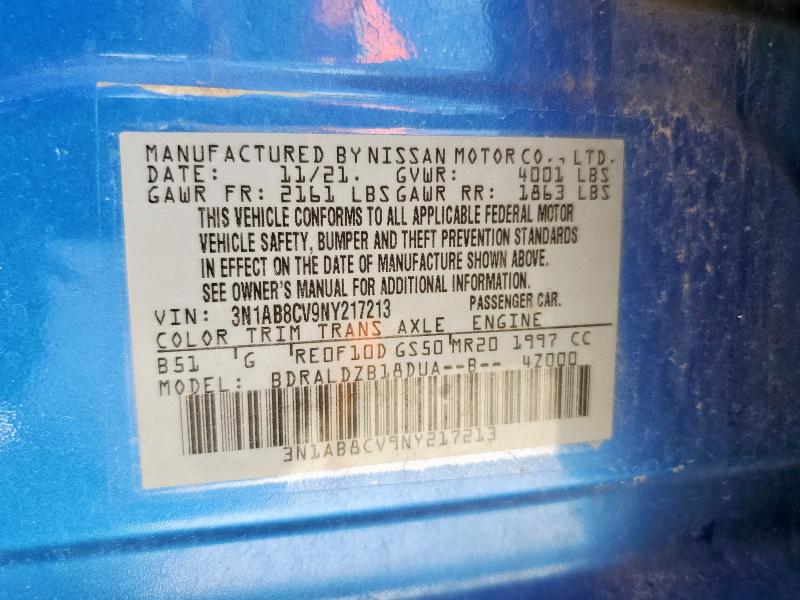 MANUFACTURED BY NISSAN MOTOR CO., LTD.
DATE: 11/21. GVWR: 4001 LBS
GAWR FR: 2161 LBS GAWR RR: 1863 LBS
THIS VEHICLE CONFORMS TO ALL APPLICABLE FEDERAL MOTOR
VEHICLE SAFETY, BUMPER AND THEFT PREVENTION STANDARDS
IN EFFECT ON THE DATE OF MANUFACTURE SHOWN ABOVE.
SEE OWNER'S MANUAL FOR ADDITIONAL INFORMATION.
VIN: 3N1AB8CV9NY217213 PASSENGER CAR.
COLOR TRIM TRANS AXLE ENGINE
B51 G RE0F10D GS50 MR20 1997 CC
MODEL: BDRALDZB18DUA--B-- 4Z000
3N1AB8CV9NY217213